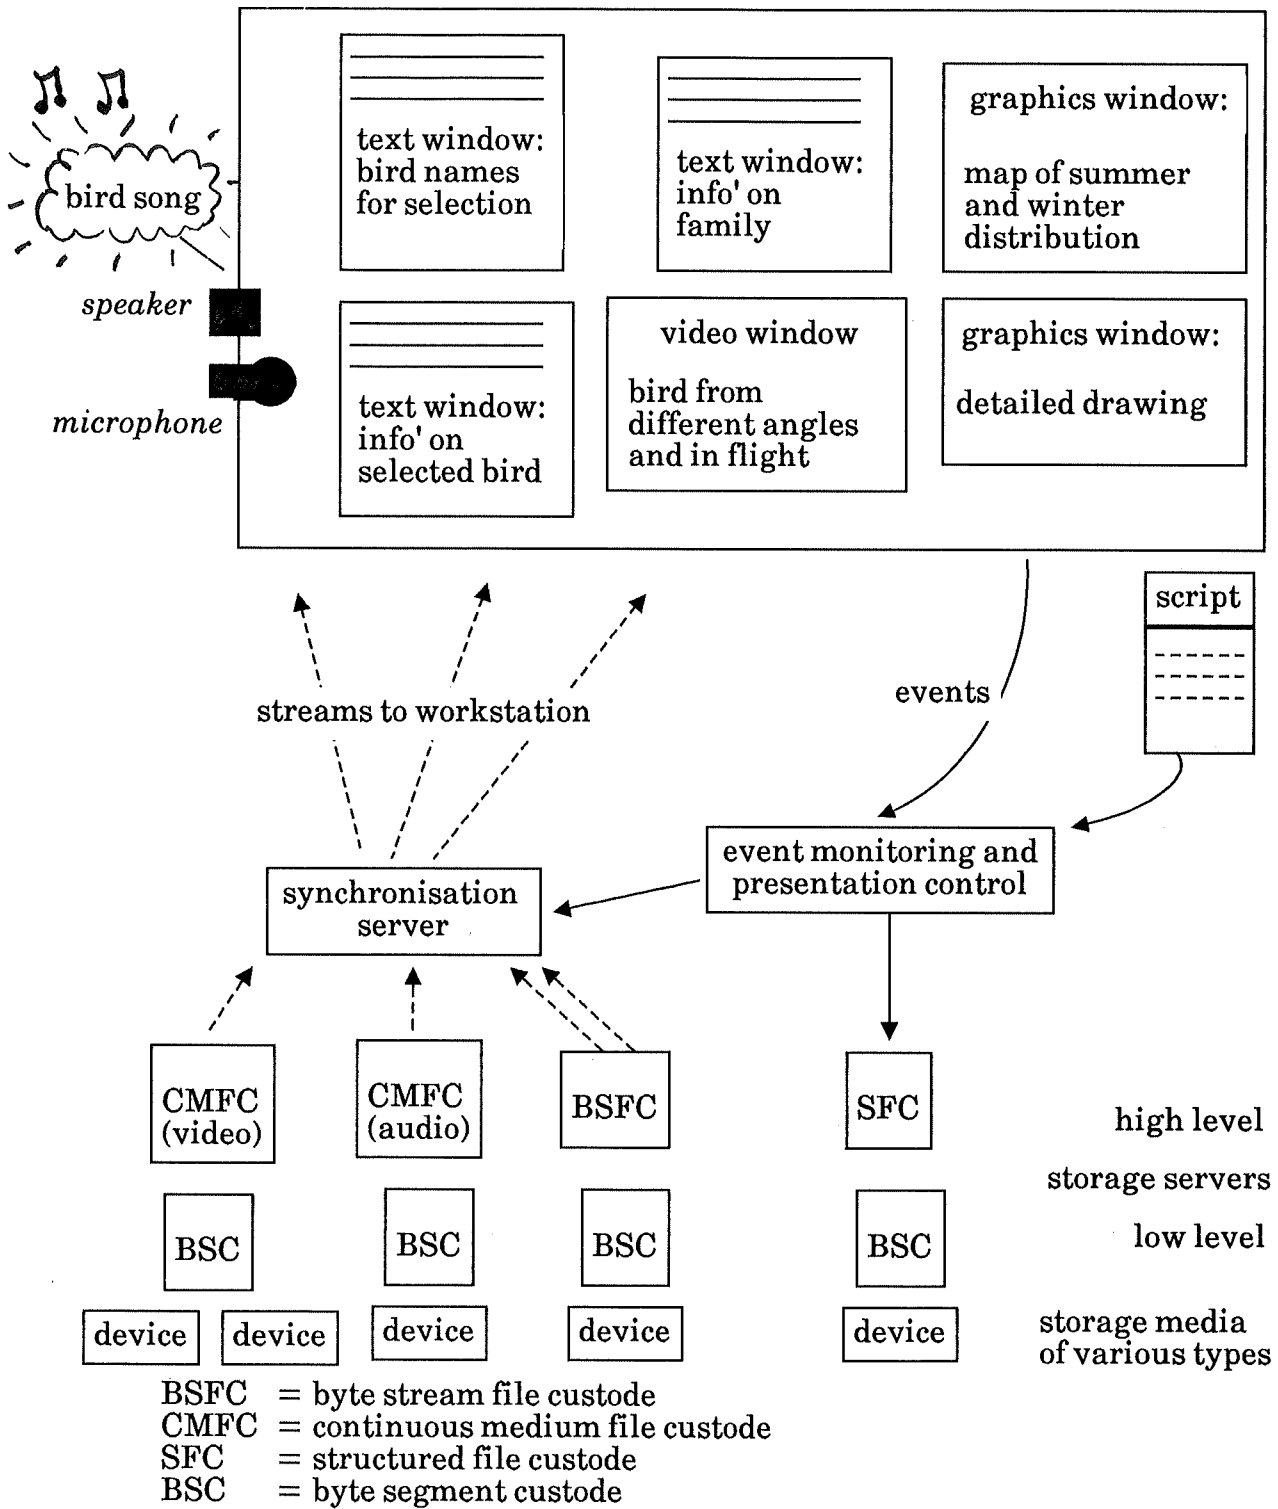 text window:
bird names
for selection
text window:
info' on
family
graphics window:
map of summer
and winter
distribution
bird song
speaker
microphone
text window:
info' on
selected bird
video window
bird from
different angles
and in flight
graphics window:
detailed drawing
script
events
streams to workstation
event monitoring and
presentation control
synchronisation
server
CMFC
(video)
CMFC
(audio)
BSFC
SFC
high level
storage servers
low level
BSC
BSC
BSC
BSC
device
device
device
device
device
storage media
of various types
BSFC = byte stream file custode
CMFC = continuous medium file custode
SFC = structured file custode
BSC = byte segment custode